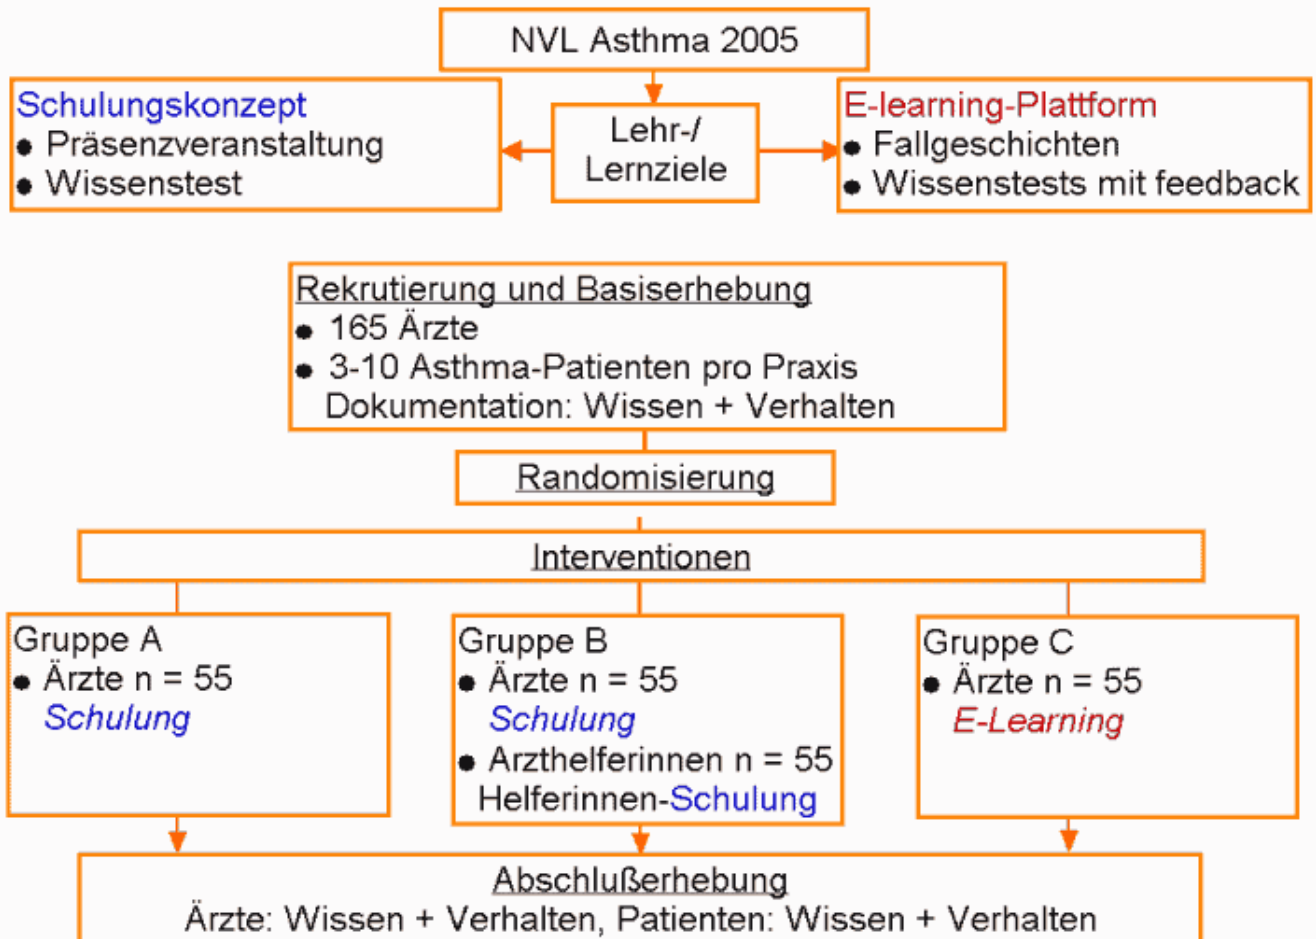 NVL Asthma 2005
Schulungskonzept
● Präsenzveranstaltung
● Wissenstest
Lehr-/
Lernziele
E-learning-Plattform
● Fallgeschichten
● Wissenstests mit feedback
Rekrutierung und Basiserhebung
● 165 Ärzte
● 3-10 Asthma-Patienten pro Praxis
Dokumentation: Wissen + Verhalten
Randomisierung
Interventionen
Gruppe A
● Ärzte n = 55
Schulung
Gruppe B
● Ärzte n = 55
Schulung
● Arzthelferinnen n = 55
Helferinnen-Schulung
Gruppe C
● Ärzte n = 55
E-Learning
Abschlußerhebung
Ärzte: Wissen + Verhalten, Patienten: Wissen + Verhalten